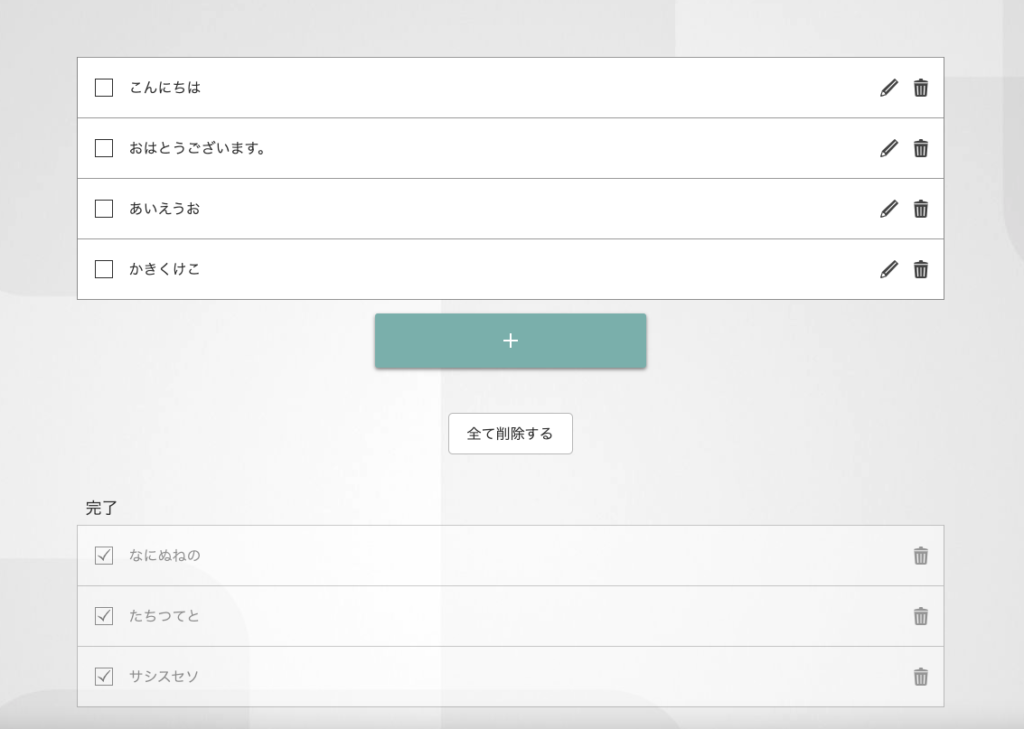 こんにちは
おはとうございます。
あいえうお
かきくけこ
+
全て削除する
完了
なにぬねの
たちつてと
サシスセソ